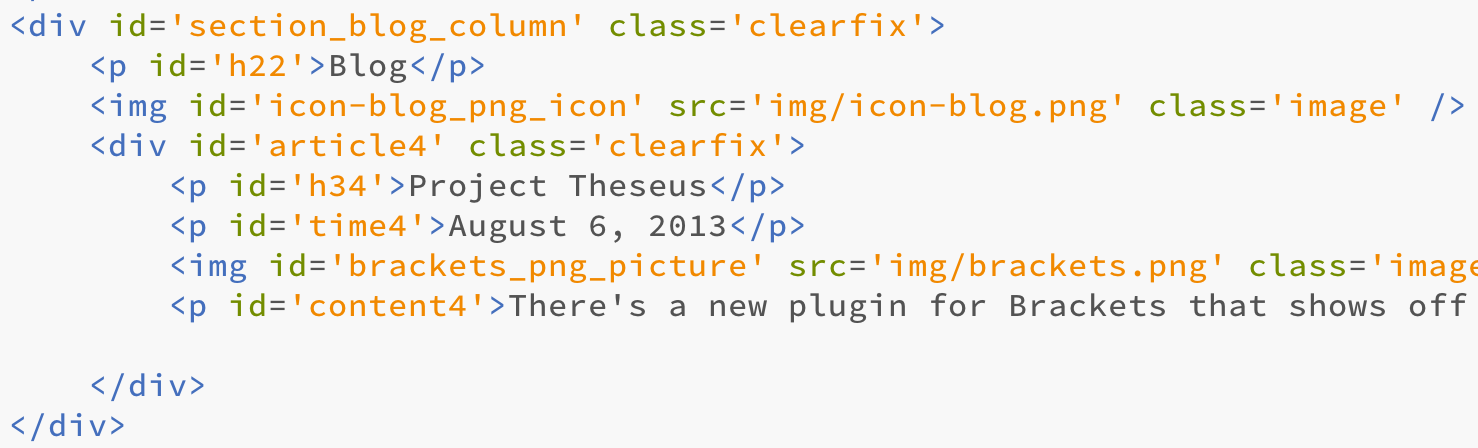 <div id='section_blog_column' class='clearfix'>
    <p id='h22'>Blog</p>
    <img id='icon-blog_png_icon' src='img/icon-blog.png' class='image' />
    <div id='article4' class='clearfix'>
        <p id='h34'>Project Theseus</p>
        <p id='time4'>August 6, 2013</p>
        <img id='brackets_png_picture' src='img/brackets.png' class='image
        <p id='content4'>There's a new plugin for Brackets that shows off
    </div>
</div>